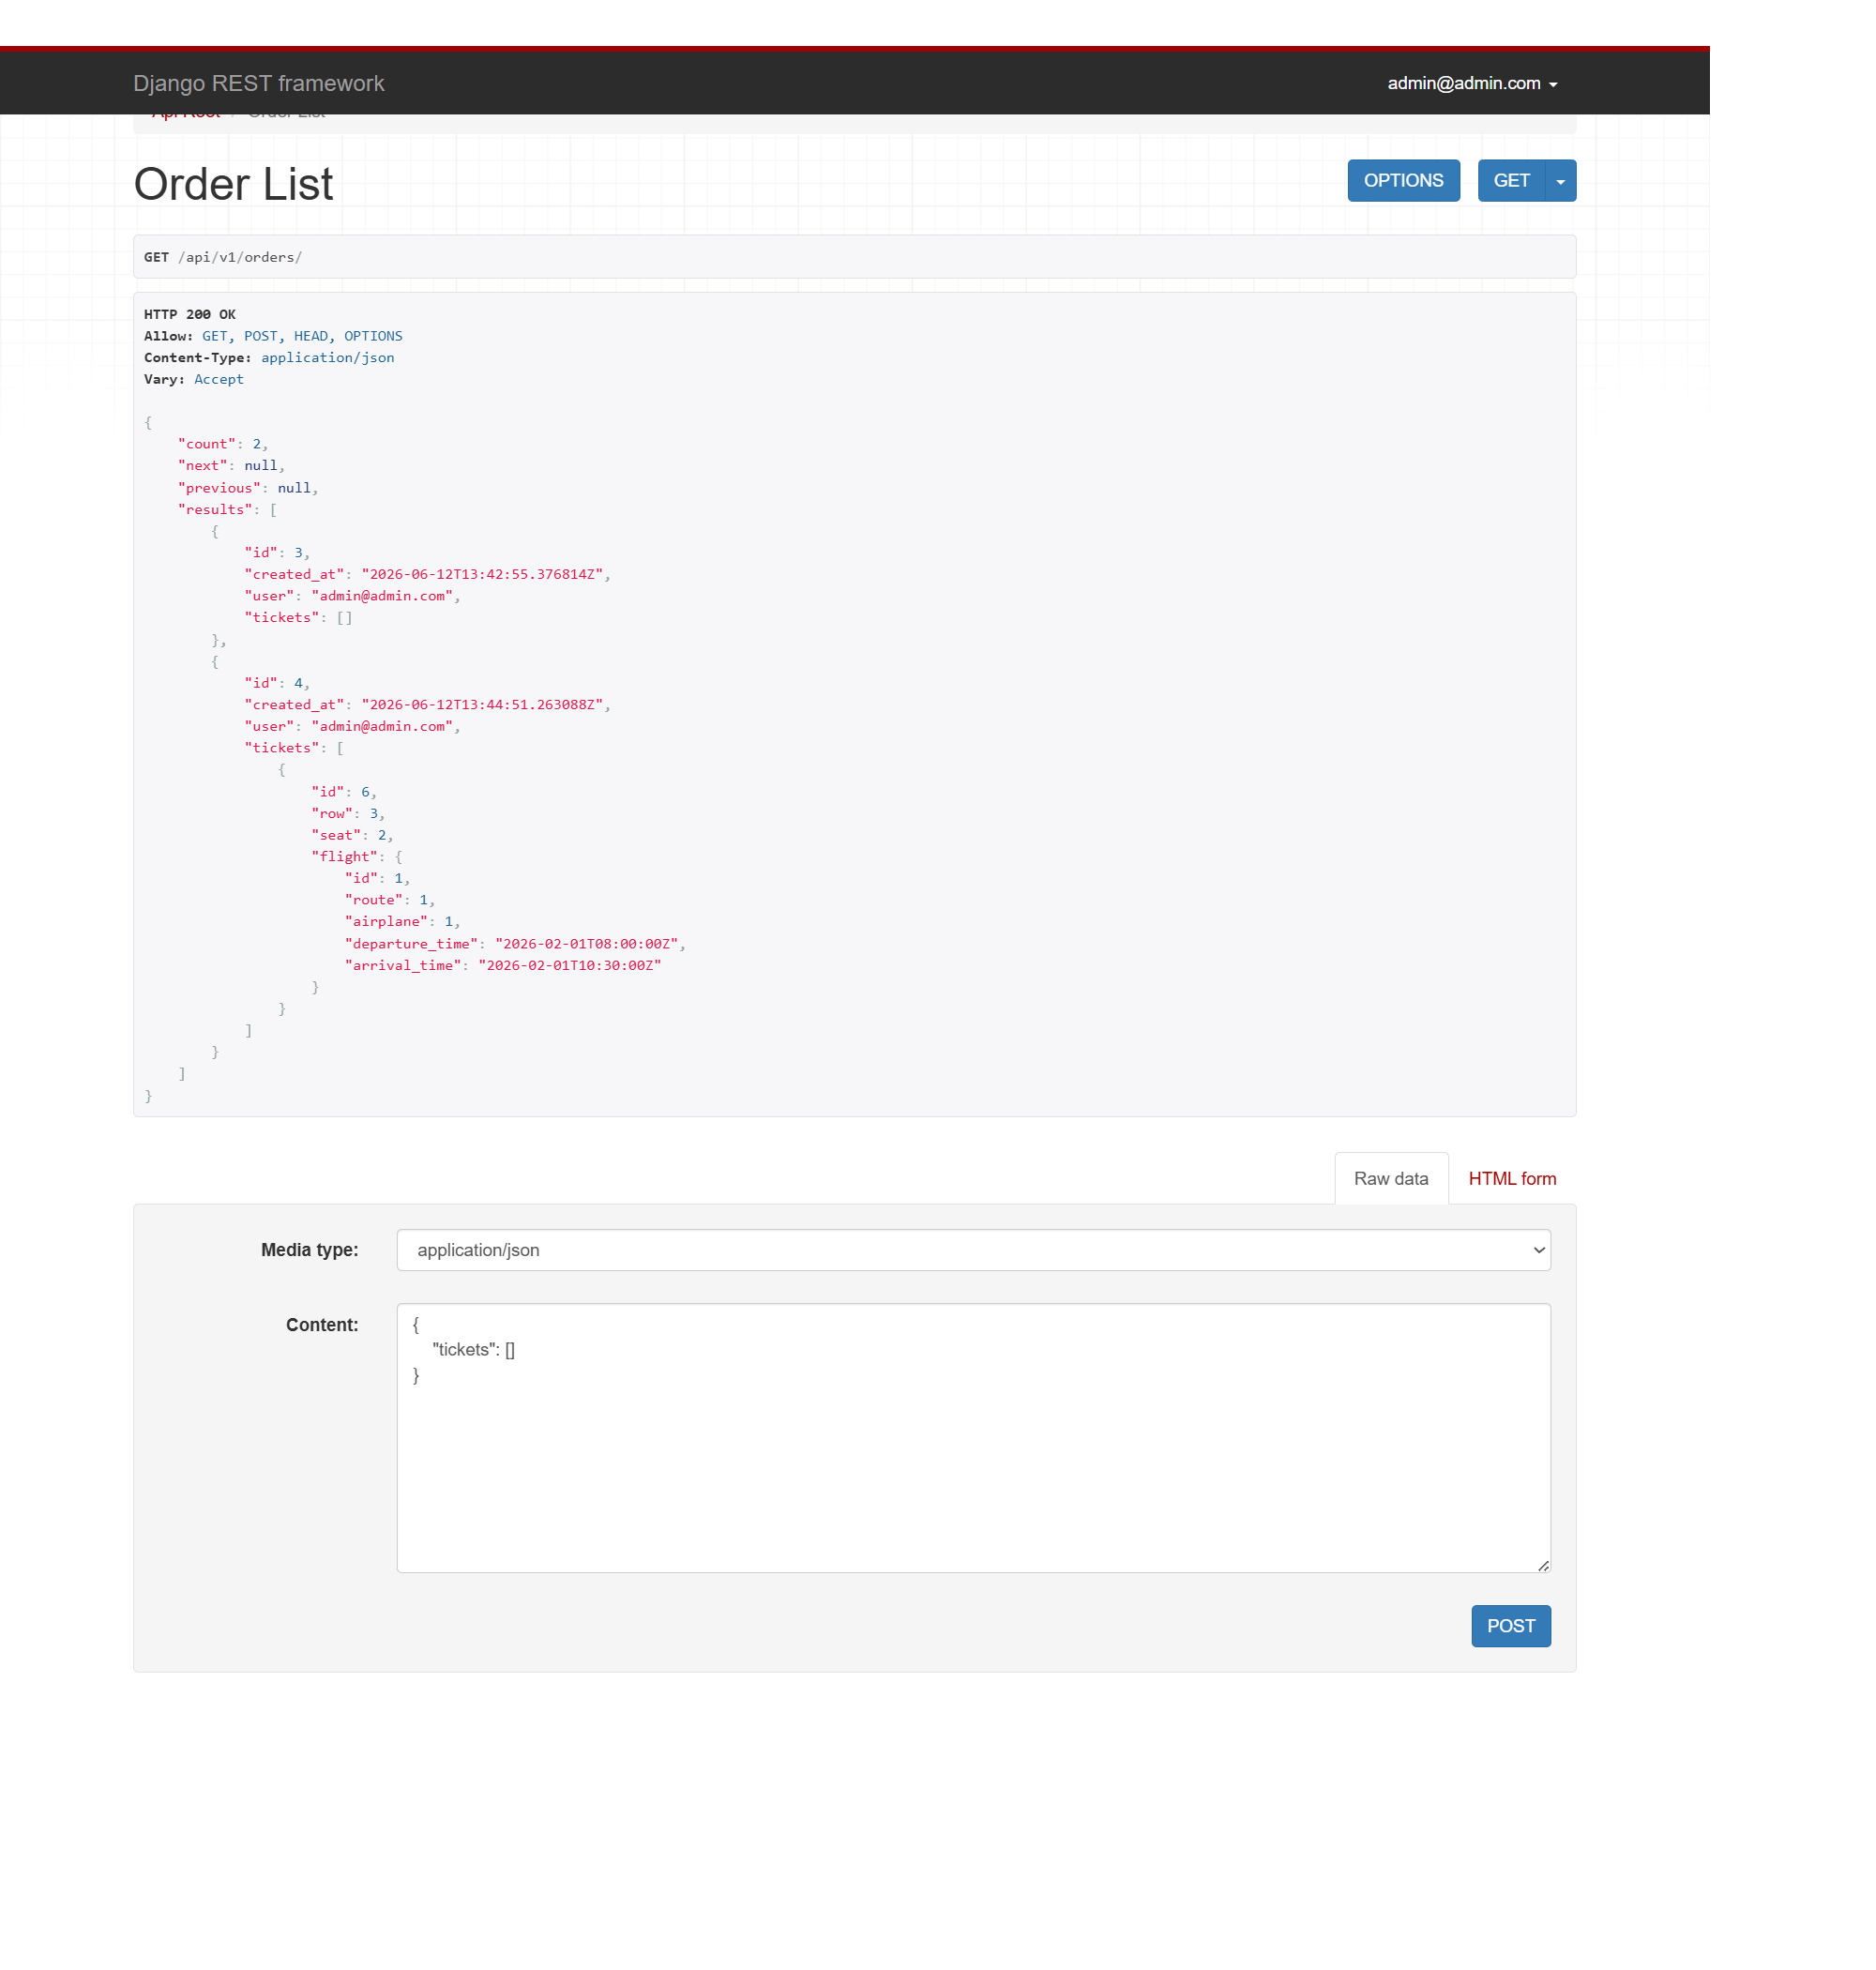 Django REST framework
admin@admin.com
Api Root / Order List
Order List
OPTIONS
GET
GET /api/v1/orders/
HTTP 200 OK
Allow: GET, POST, HEAD, OPTIONS
Content-Type: application/json
Vary: Accept
{
    "count": 2,
    "next": null,
    "previous": null,
    "results": [
        {
            "id": 3,
            "created_at": "2026-06-12T13:42:55.376814Z",
            "user": "admin@admin.com",
            "tickets": []
        },
        {
            "id": 4,
            "created_at": "2026-06-12T13:44:51.263088Z",
            "user": "admin@admin.com",
            "tickets": [
                {
                    "id": 6,
                    "row": 3,
                    "seat": 2,
                    "flight": {
                        "id": 1,
                        "route": 1,
                        "airplane": 1,
                        "departure_time": "2026-02-01T08:00:00Z",
                        "arrival_time": "2026-02-01T10:30:00Z"
                    }
                }
            ]
        }
    ]
}
Raw data
HTML form
Media type:
application/json
Content:
{
    "tickets": []
}
POST